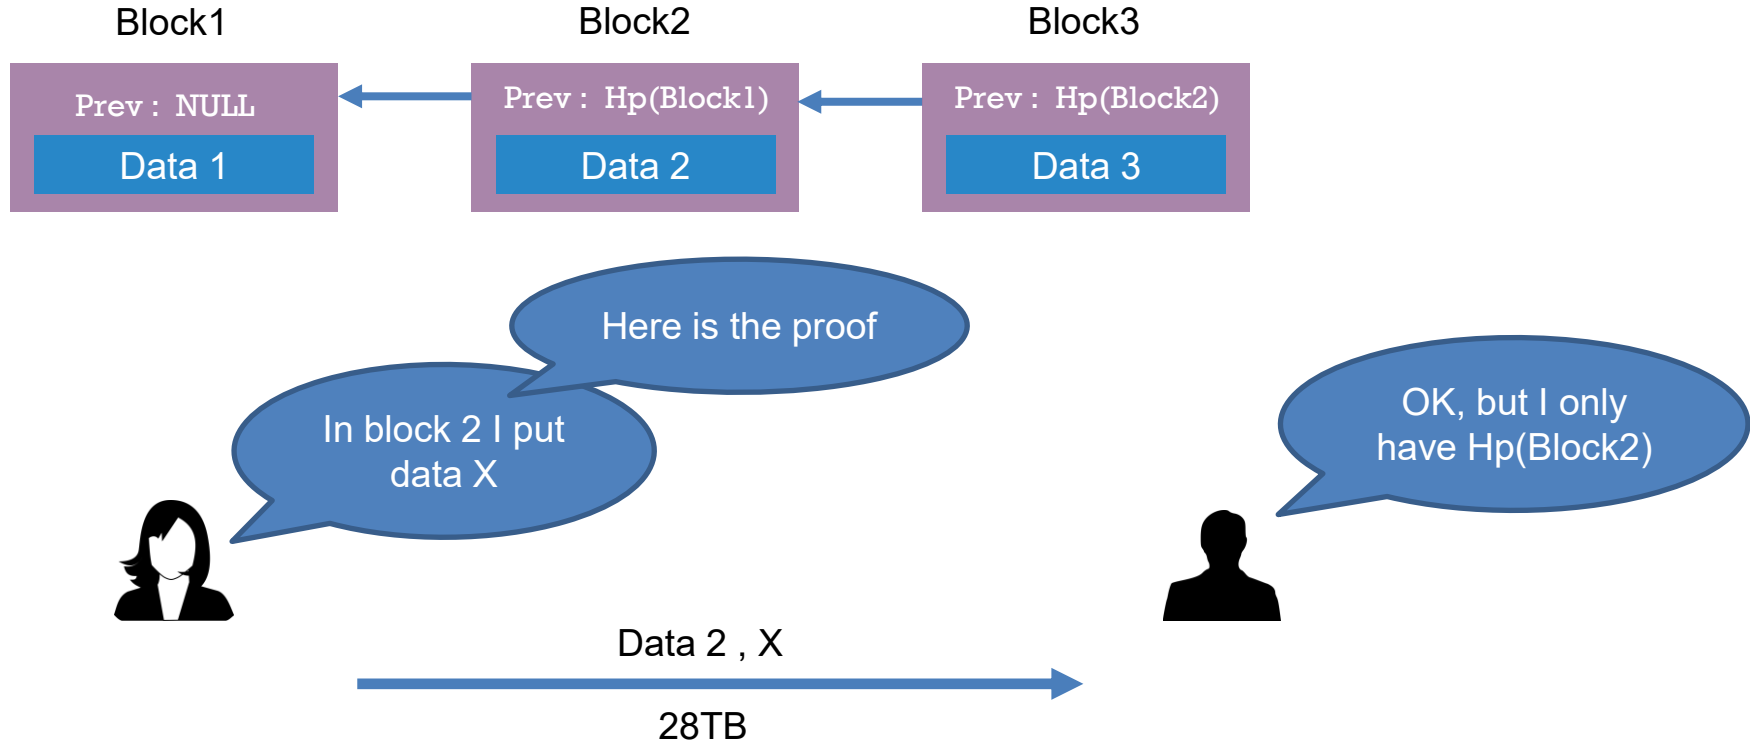 Block1
Block2
Block3
Prev : NULL
Prev : Hp(Block1)
Prev : Hp(Block2)
Data 1
Data 2
Data 3
Here is the proof
In block 2 I put
data X
OK, but I only
have Hp(Block2)
Data 2 , X
28TB